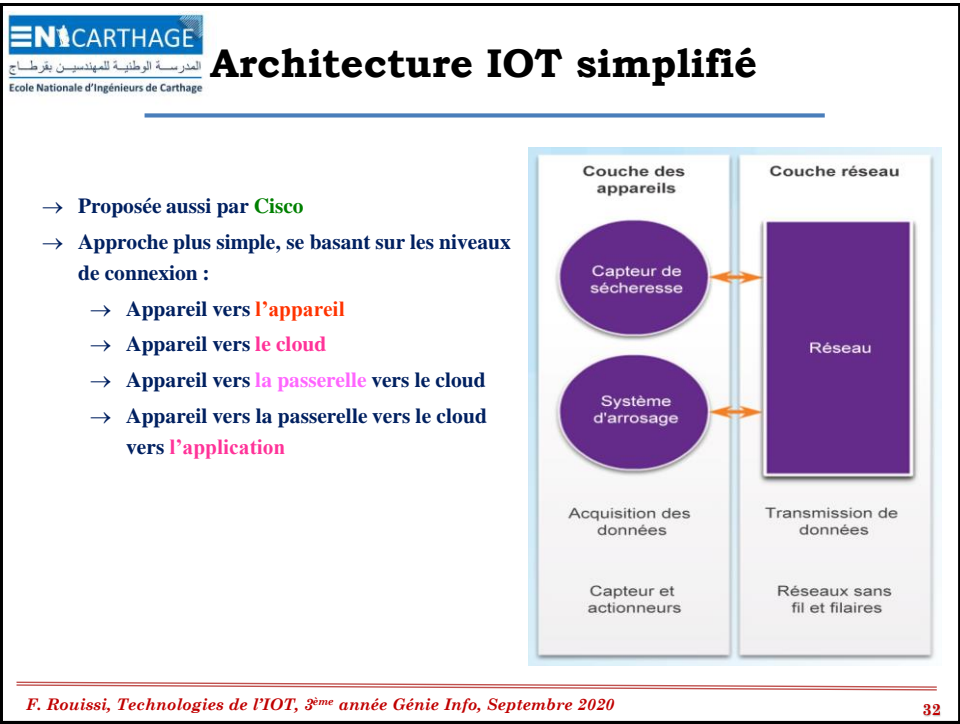 ENICARTHAGE
المدرســة الوطنيــة للمهندسيــن بقرطــاج
Ecole Nationale d'Ingénieurs de Carthage
Architecture IOT simplifié
→ Proposée aussi par Cisco
→ Approche plus simple, se basant sur les niveaux
de connexion :
→ Appareil vers l'appareil
→ Appareil vers le cloud
→ Appareil vers la passerelle vers le cloud
→ Appareil vers la passerelle vers le cloud
vers l'application
Couche des
appareils
Capteur de
sécheresse
Système
d'arrosage
Acquisition des
données
Capteur et
actionneurs
Couche réseau
Réseau
Transmission de
données
Réseaux sans
fil et filaires
F. Rouissi, Technologies de l'IOT, 3ème année Génie Info, Septembre 2020
32